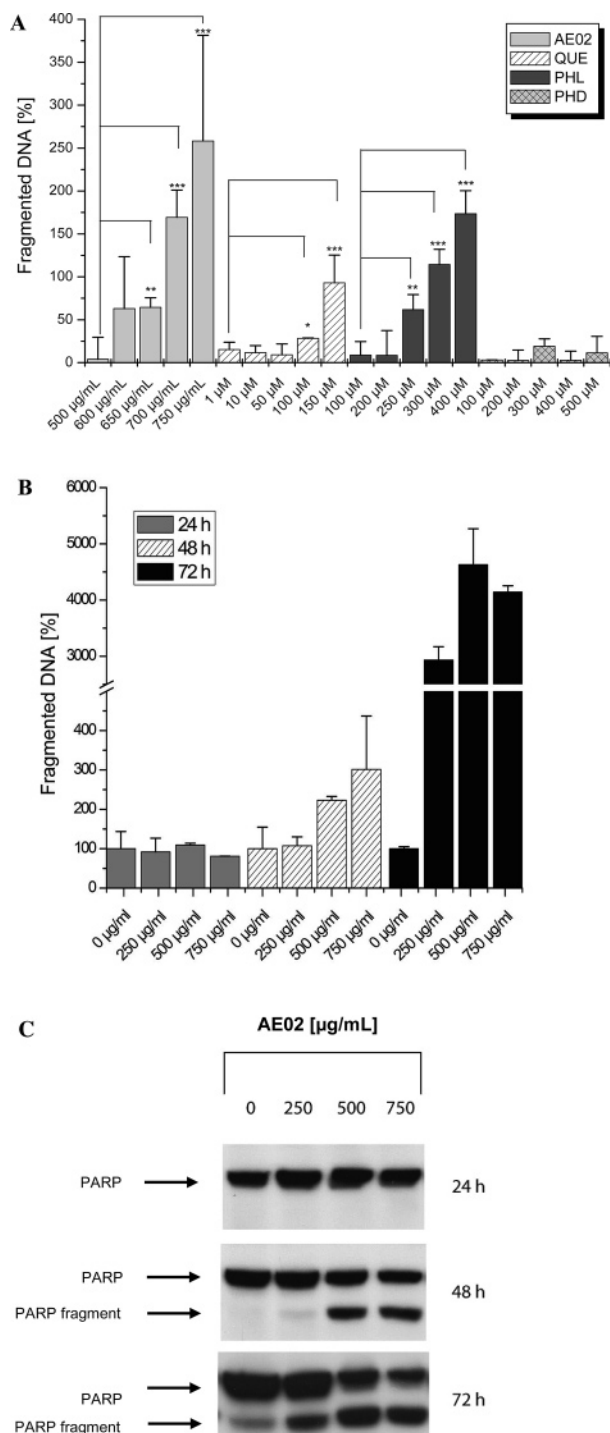 A
400
350
300
250
200
150
100
50
0
Fragmented DNA [%]
AE02
QUE
PHL
PHD
***
***
**
*
***
**
***
***
500 µg/mL
600 µg/mL
650 µg/mL
700 µg/mL
750 µg/mL
1 µM
10 µM
50 µM
100 µM
150 µM
100 µM
200 µM
250 µM
300 µM
400 µM
100 µM
200 µM
300 µM
400 µM
500 µM
B
6000
5000
4000
3000
400
300
200
100
0
Fragmented DNA [%]
24 h
48 h
72 h
0 µg/ml
250 µg/ml
500 µg/ml
750 µg/ml
0 µg/ml
250 µg/ml
500 µg/ml
750 µg/ml
0 µg/ml
250 µg/ml
500 µg/ml
750 µg/ml
C
AE02 [µg/mL]
0 250 500 750
PARP
24 h
PARP
48 h
PARP fragment
PARP
72 h
PARP fragment